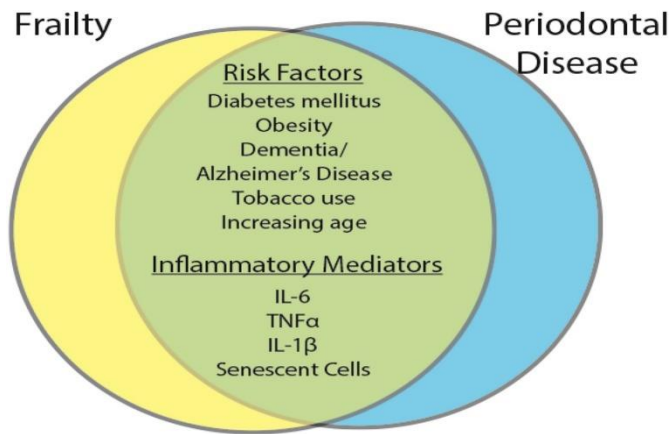 Frailty
Periodontal
Disease
Risk Factors
Diabetes mellitus
Obesity
Dementia/
Alzheimer's Disease
Tobacco use
Increasing age
Inflammatory Mediators
IL-6
TNFα
IL-1β
Senescent Cells